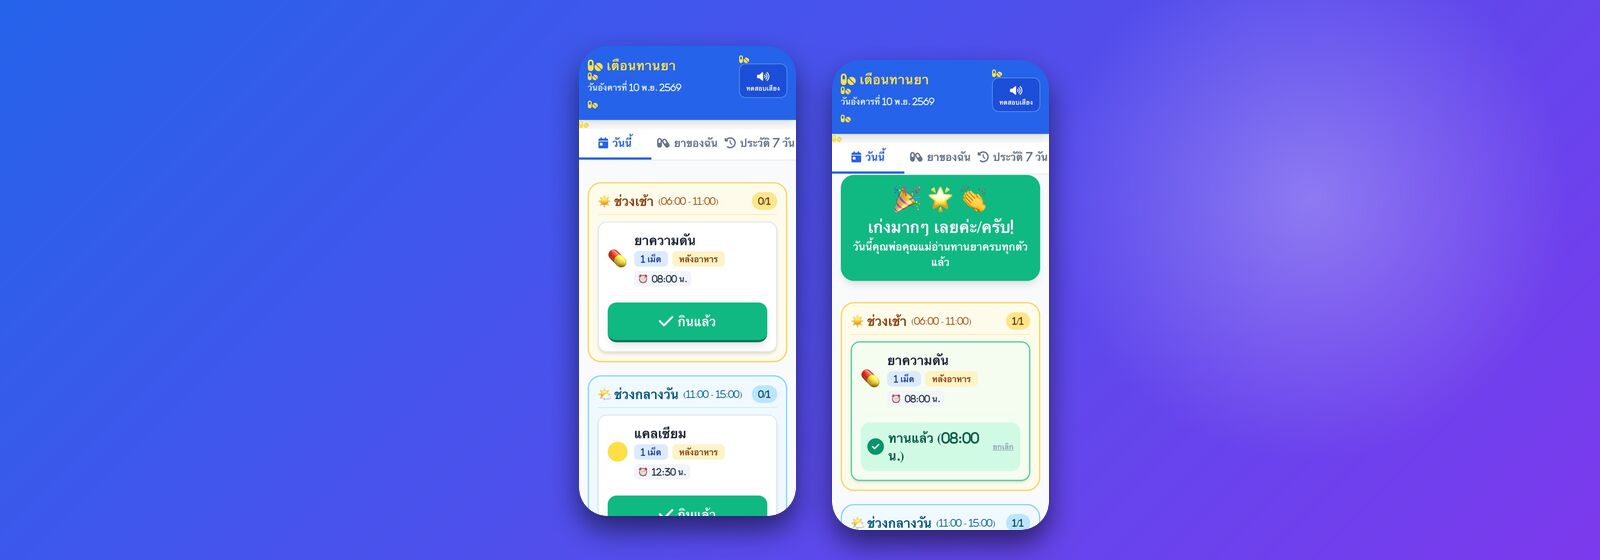 เตือนทานยา
วันอังคารที่ 10 พ.ย. 2569
ทดสอบเสียง
วันนี้
ยาของฉัน
ประวัติ 7 วัน
ช่วงเช้า (06:00 - 11:00)
0/1
ยาความดัน
1 เม็ด
หลังอาหาร
08:00 น.
กินแล้ว
ช่วงกลางวัน (11:00 - 15:00)
0/1
แคลเซียม
1 เม็ด
หลังอาหาร
12:30 น.
กินแล้ว
เตือนทานยา
วันอังคารที่ 10 พ.ย. 2569
ทดสอบเสียง
วันนี้
ยาของฉัน
ประวัติ 7 วัน
เก่งมากๆ เลยค่ะ/ครับ!
วันนี้คุณพ่อคุณแม่อ่านทานยาครบทุกตัว
แล้ว
ช่วงเช้า (06:00 - 11:00)
1/1
ยาความดัน
1 เม็ด
หลังอาหาร
08:00 น.
ทานแล้ว (08:00
น.)
ยกเลิก
ช่วงกลางวัน (11:00 - 15:00)
1/1